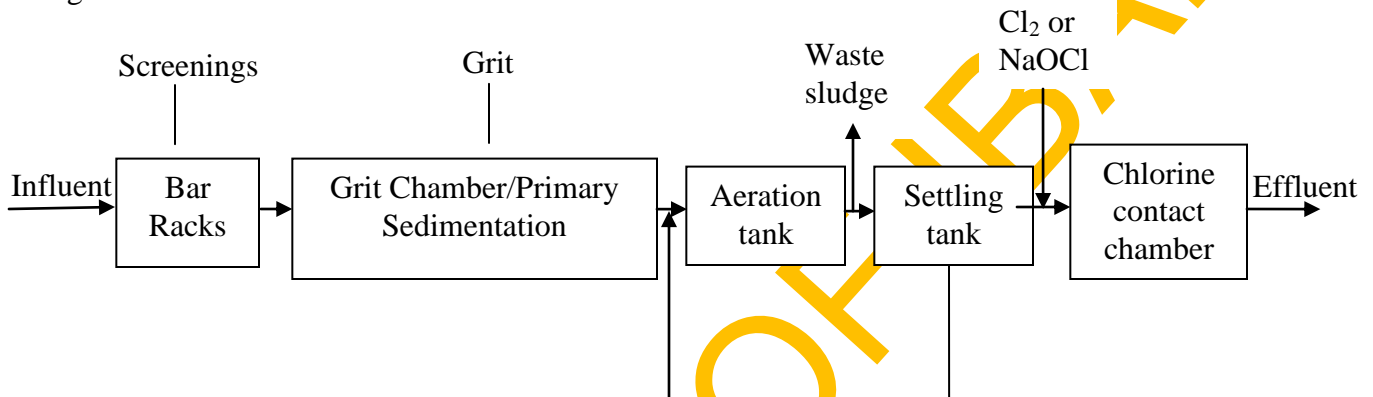 Screenings
Grit
Waste
sludge
Cl₂ or
NaOCl
Influent
Bar
Racks
Grit Chamber/Primary
Sedimentation
Aeration
tank
Settling
tank
Chlorine
contact
chamber
Effluent